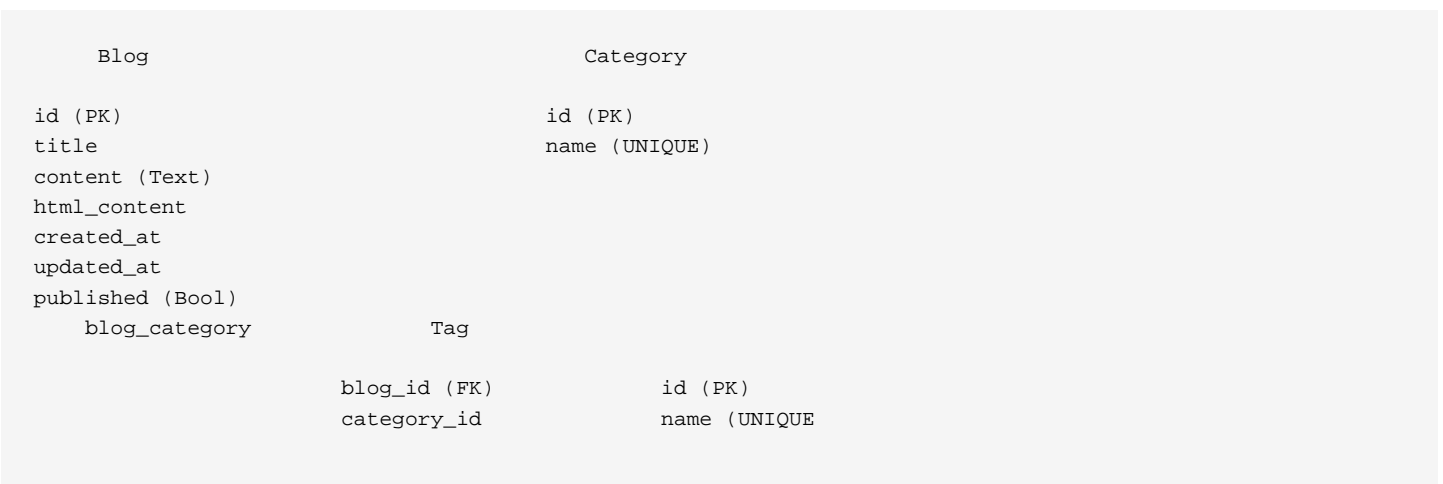 Blog Category
id (PK) id (PK)
title name (UNIQUE)
content (Text)
html_content
created_at
updated_at
published (Bool)
blog_category Tag
blog_id (FK) id (PK)
category_id name (UNIQUE